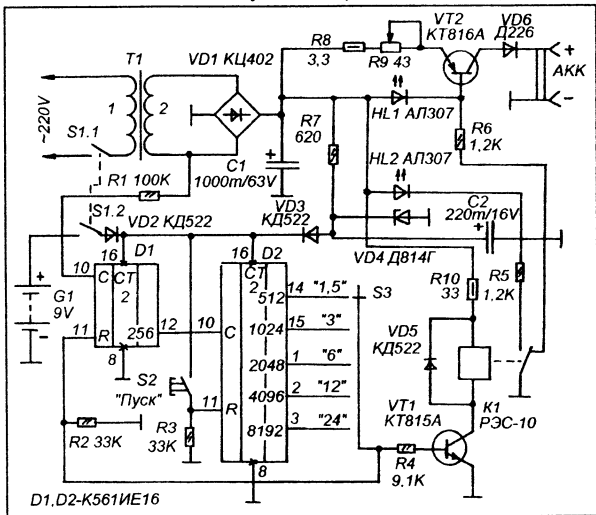 VT2
КТ816А
VD6
Д226
R8
3,3
R9 43
+
АКК
-
T1
VD1 КЦ402
~220V
1
2
S1.1
HL1 АЛ307
R7
620
R6
1,2K
HL2 АЛ307
C1
1000m/63V
+
R1 100K
VD3
КД522
C2
220m/16V
+
S1.2
VD2 КД522
VD4 Д814Г
R10
33
R5
1,2K
G1
9V
+
-
16
D1
10
C
CT
2
11
R
256
12
8
16
D2
CT
2
10
C
512
14
"1,5"
S3
1024
15
"3"
2048
1
"6"
4096
2
"12"
8192
3
"24"
11
R
8
S2
"Пуск"
R2 33K
R3
33K
VD5
КД522
K1
РЭС-10
VT1
КТ815А
R4
9,1K
D1,D2-К561ИЕ16